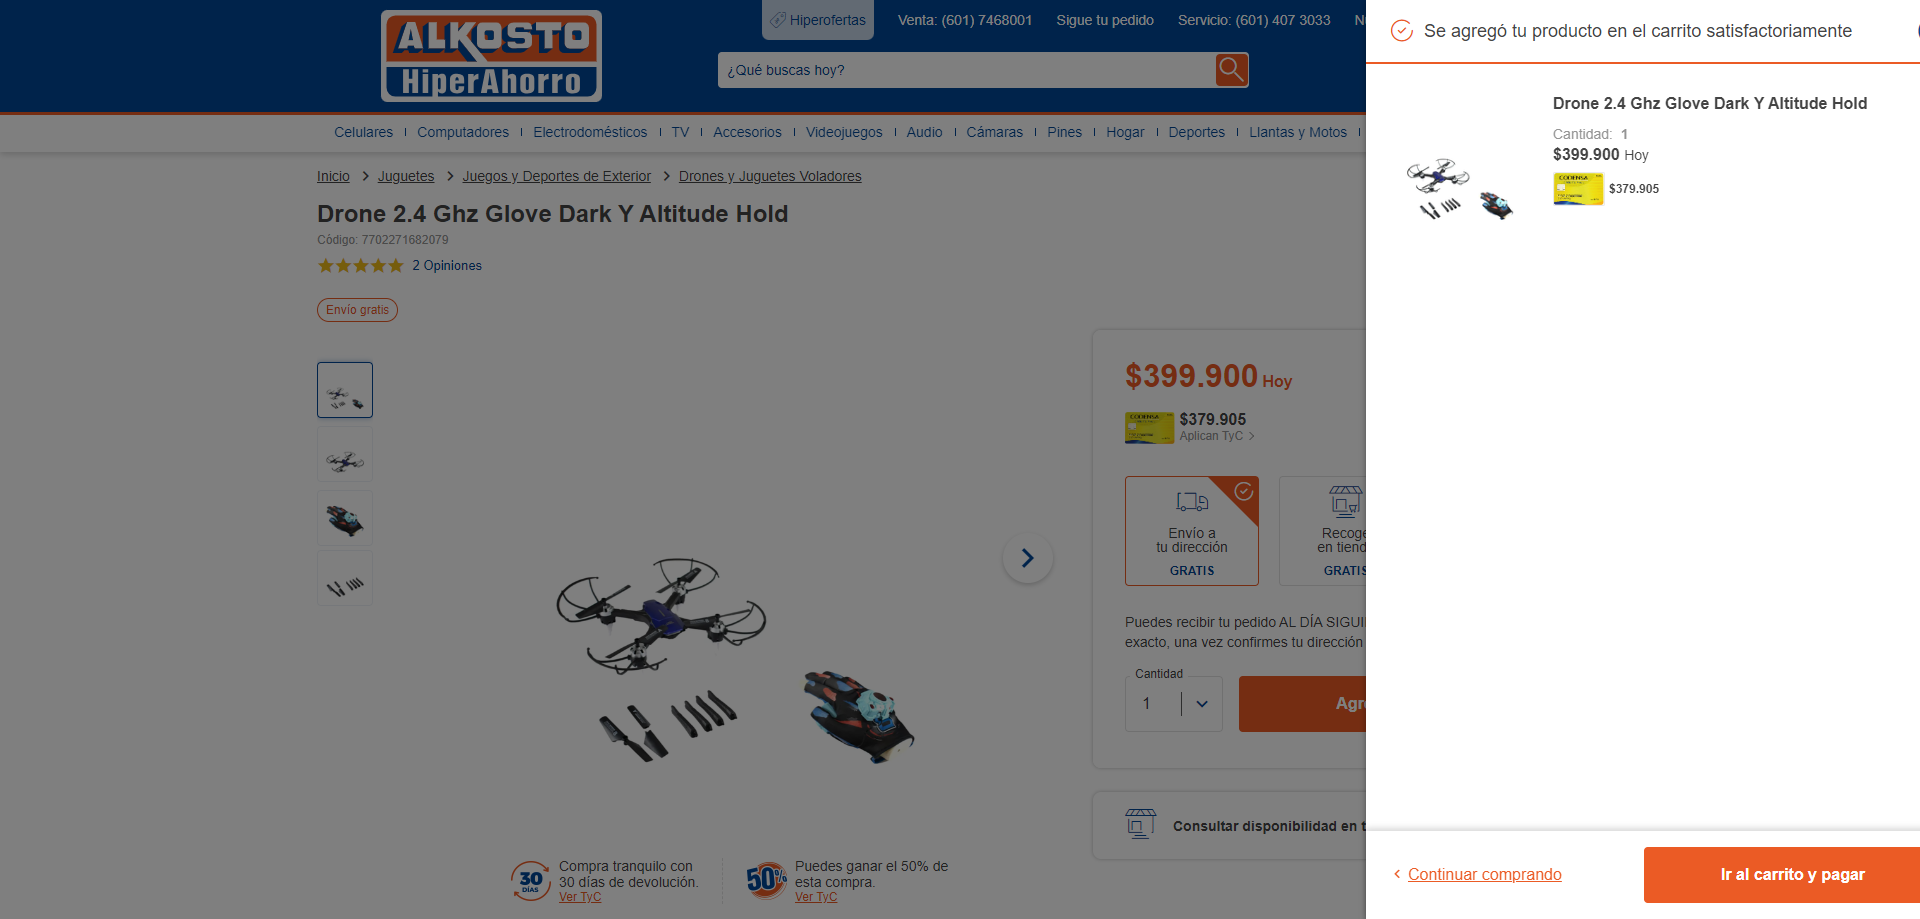 ALKOSTO
HiperAhorro
Hiperofertas
Venta: (601) 7468001
Sigue tu pedido
Servicio: (601) 407 3033
¿Qué buscas hoy?
Celulares
Computadores
Electrodomésticos
TV
Accesorios
Videojuegos
Audio
Cámaras
Pines
Hogar
Deportes
Llantas y Motos
Inicio
Juguetes
Juegos y Deportes de Exterior
Drones y Juguetes Voladores
Drone 2.4 Ghz Glove Dark Y Altitude Hold
Código: 7702271682079
2 Opiniones
Envío gratis
$399.900 Hoy
CODENSA
$379.905
Aplican TyC
Envío a
tu dirección
GRATIS
Recoge
en tiend
GRATIS
Puedes recibir tu pedido AL DÍA SIGUI
exacto, una vez confirmes tu dirección
Cantidad
1
Agre
Consultar disponibilidad en t
30
DÍAS
Compra tranquilo con
30 días de devolución.
Ver TyC
50%
Puedes ganar el 50% de
esta compra.
Ver TyC
Se agregó tu producto en el carrito satisfactoriamente
Drone 2.4 Ghz Glove Dark Y Altitude Hold
Cantidad: 1
$399.900 Hoy
CODENSA
$379.905
Continuar comprando
Ir al carrito y pagar